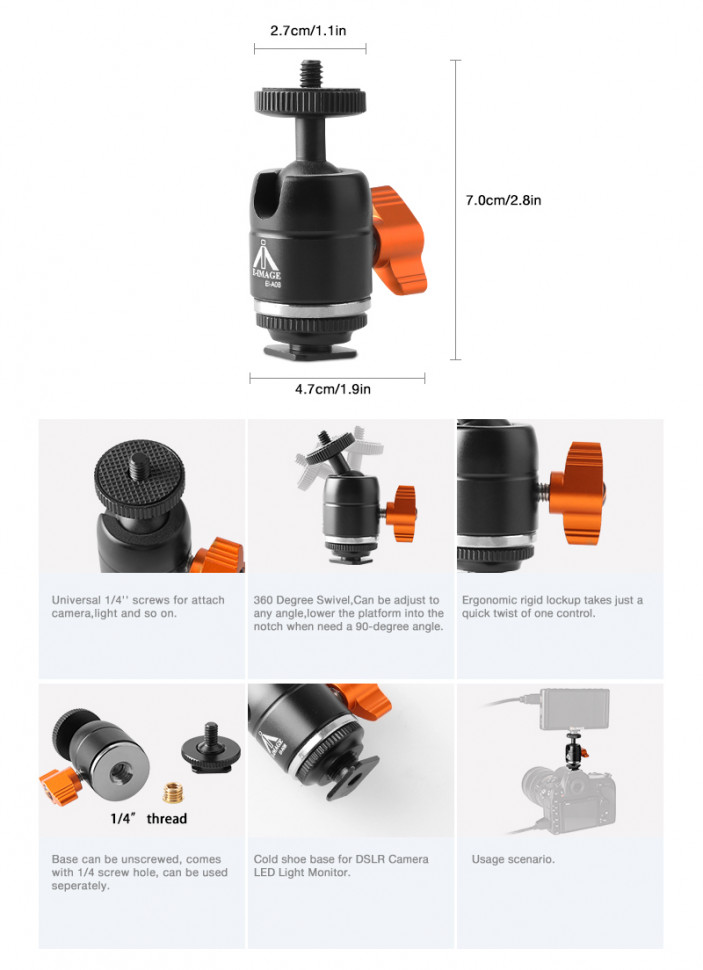 2.7cm/1.1in
7.0cm/2.8in
E-IMAGE
EI-A08
4.7cm/1.9in
Universal 1/4'' screws for attach
camera,light and so on.
360 Degree Swivel,Can be adjust to
any angle,lower the platform into the
notch when need a 90-degree angle.
Ergonomic rigid lockup takes just a
quick twist of one control.
1/4” thread
E-IMAGE
Base can be unscrewed, comes
with 1/4 screw hole, can be used
seperately.
Cold shoe base for DSLR Camera
LED Light Monitor.
Usage scenario.